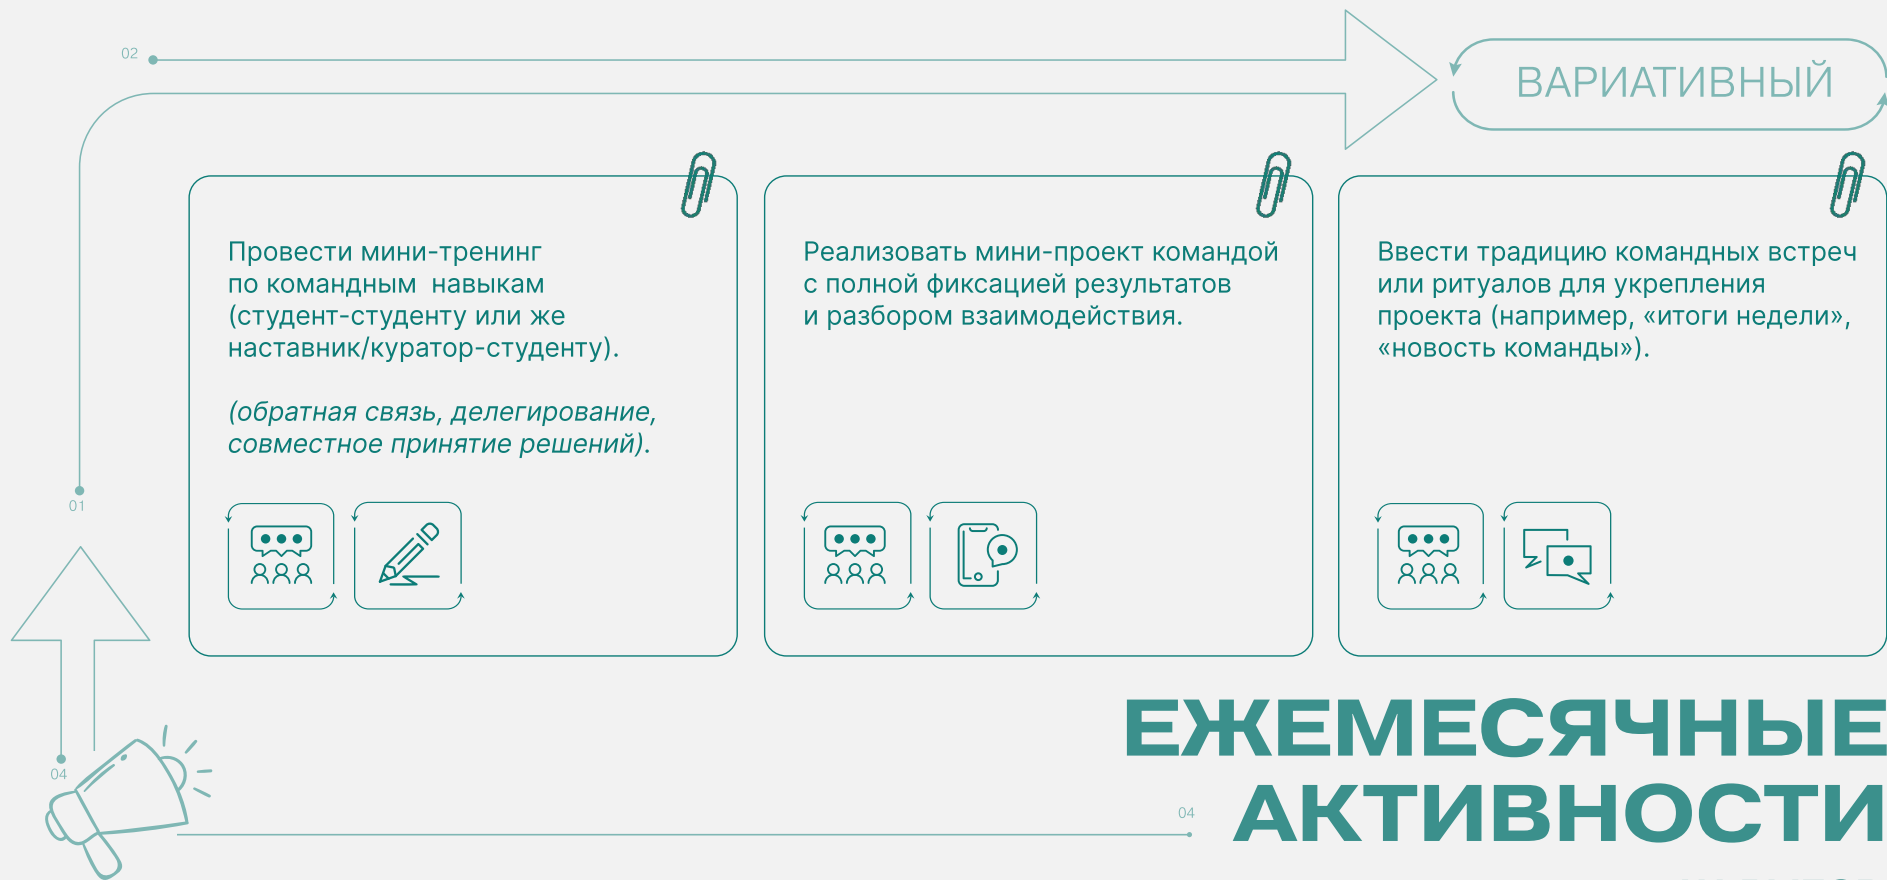 02
ВАРИАТИВНЫЙ
Провести мини-тренинг
по командным  навыкам
(студент-студенту или же
наставник/куратор-студенту).
(обратная связь, делегирование,
совместное принятие решений).
Реализовать мини-проект командой
с полной фиксацией результатов
и разбором взаимодействия.
Ввести традицию командных встреч
или ритуалов для укрепления
проекта (например, «итоги недели»,
«новость команды»).
01
04
ЕЖЕМЕСЯЧНЫЕ
АКТИВНОСТИ
04